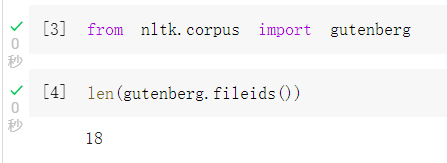 [3] from nltk.corpus import gutenberg
0
秒
[4] len(gutenberg.fileids())
0
秒
18